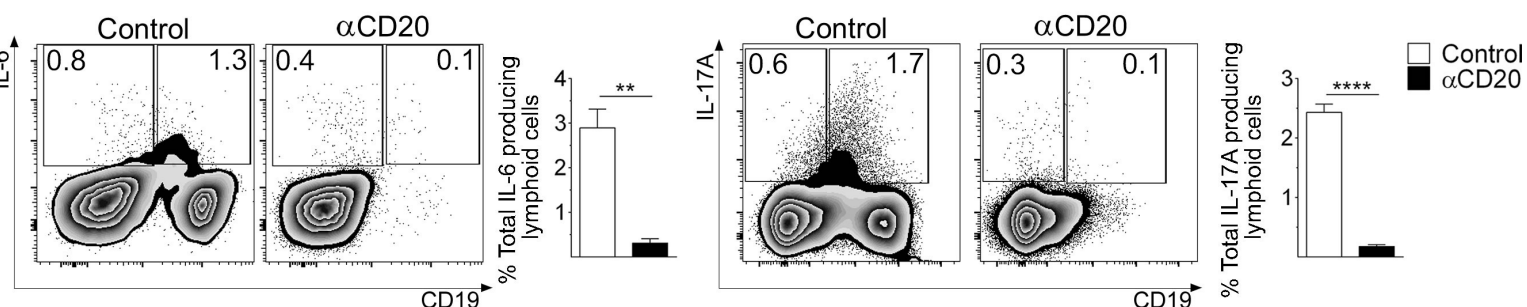 Control
αCD20
IL-6
0.8
1.3
0.4
0.1
CD19
% Total IL-6 producing
lymphoid cells
4
3
2
1
**
Control
αCD20
IL-17A
0.6
1.7
0.3
0.1
CD19
% Total IL-17A producing
lymphoid cells
3
2
1
****
Control
αCD20